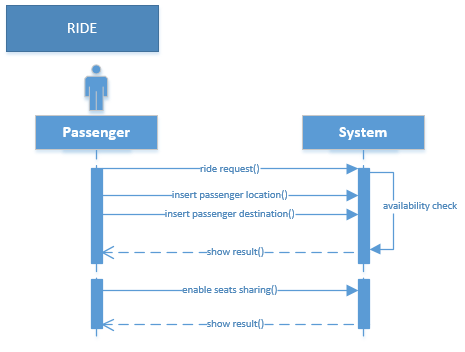 RIDE
Passenger
System
ride request()
insert passenger location()
availability check
insert passenger destination()
show result()
enable seats sharing()
show result()